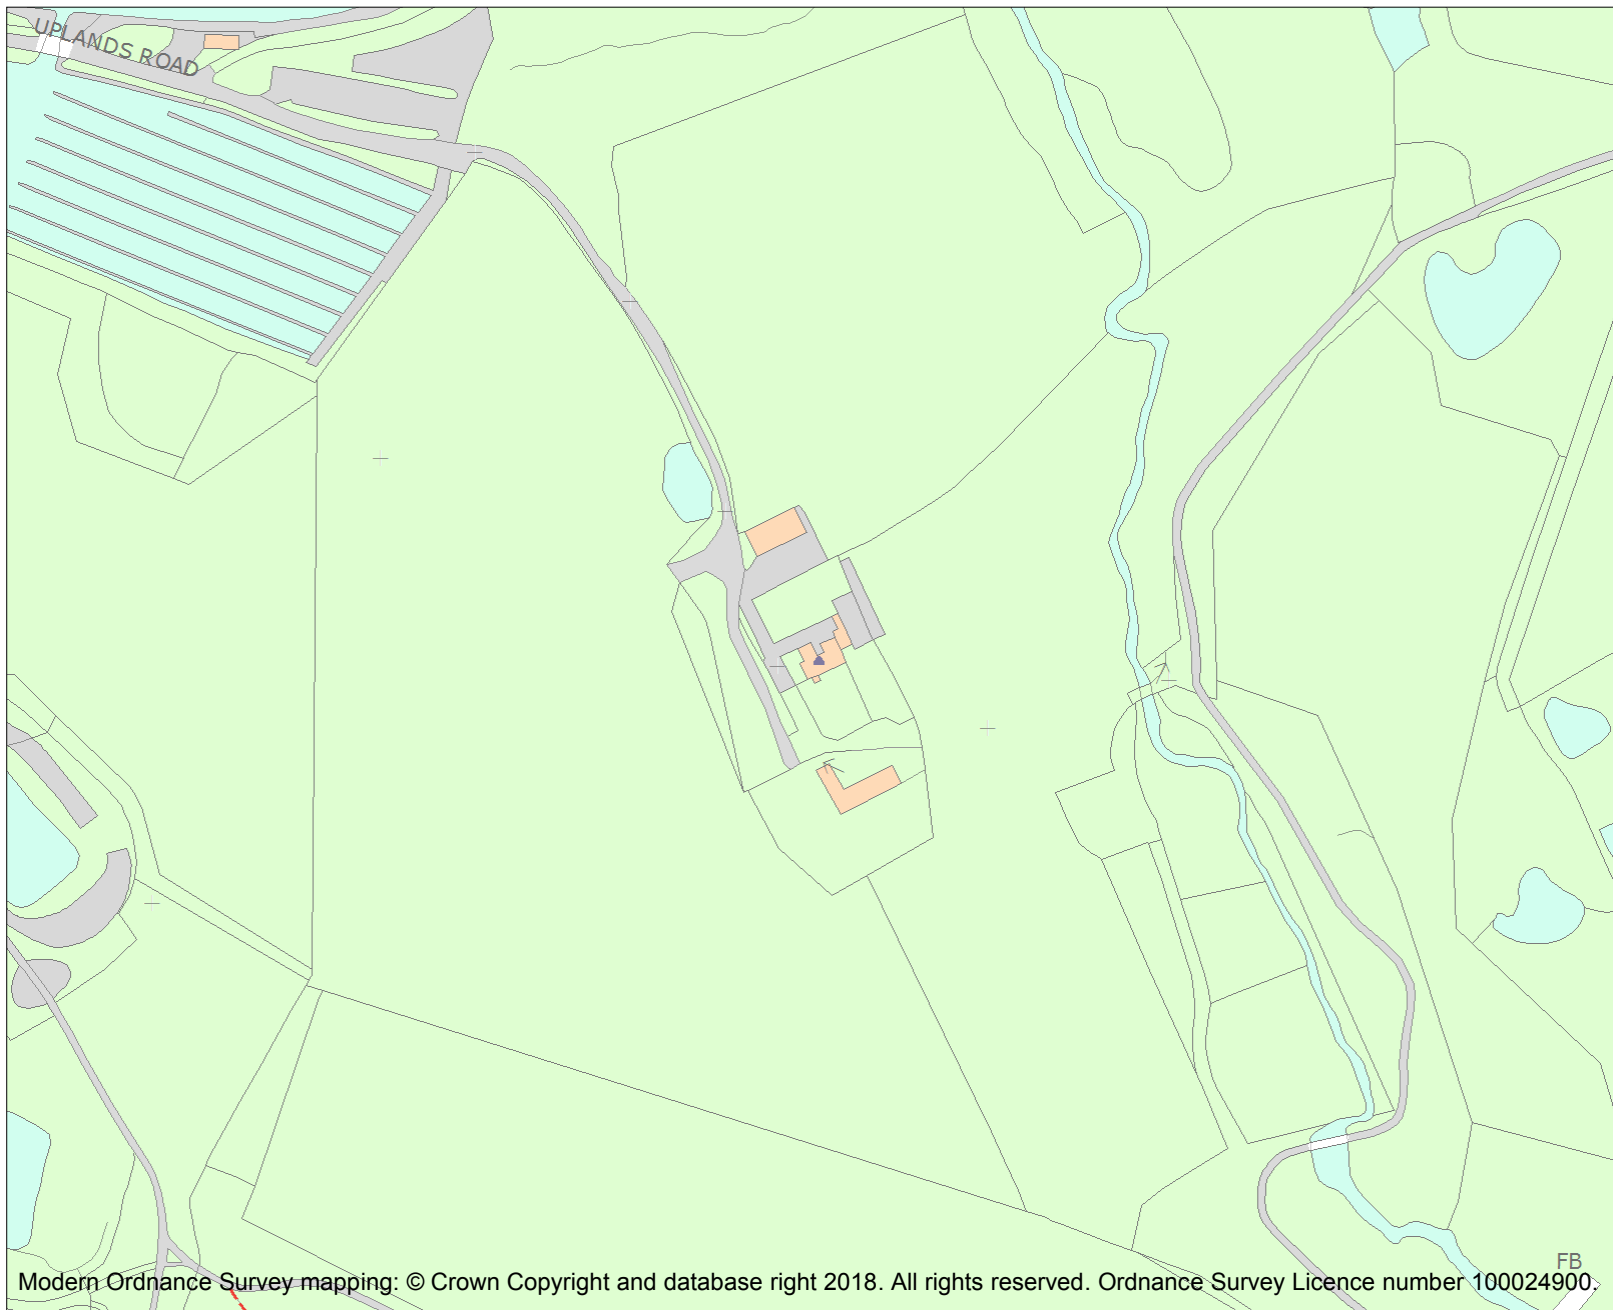 UPLANDS ROAD
FB
Modern Ordnance Survey mapping: © Crown Copyright and database right 2018. All rights reserved. Ordnance Survey Licence number 100024900.